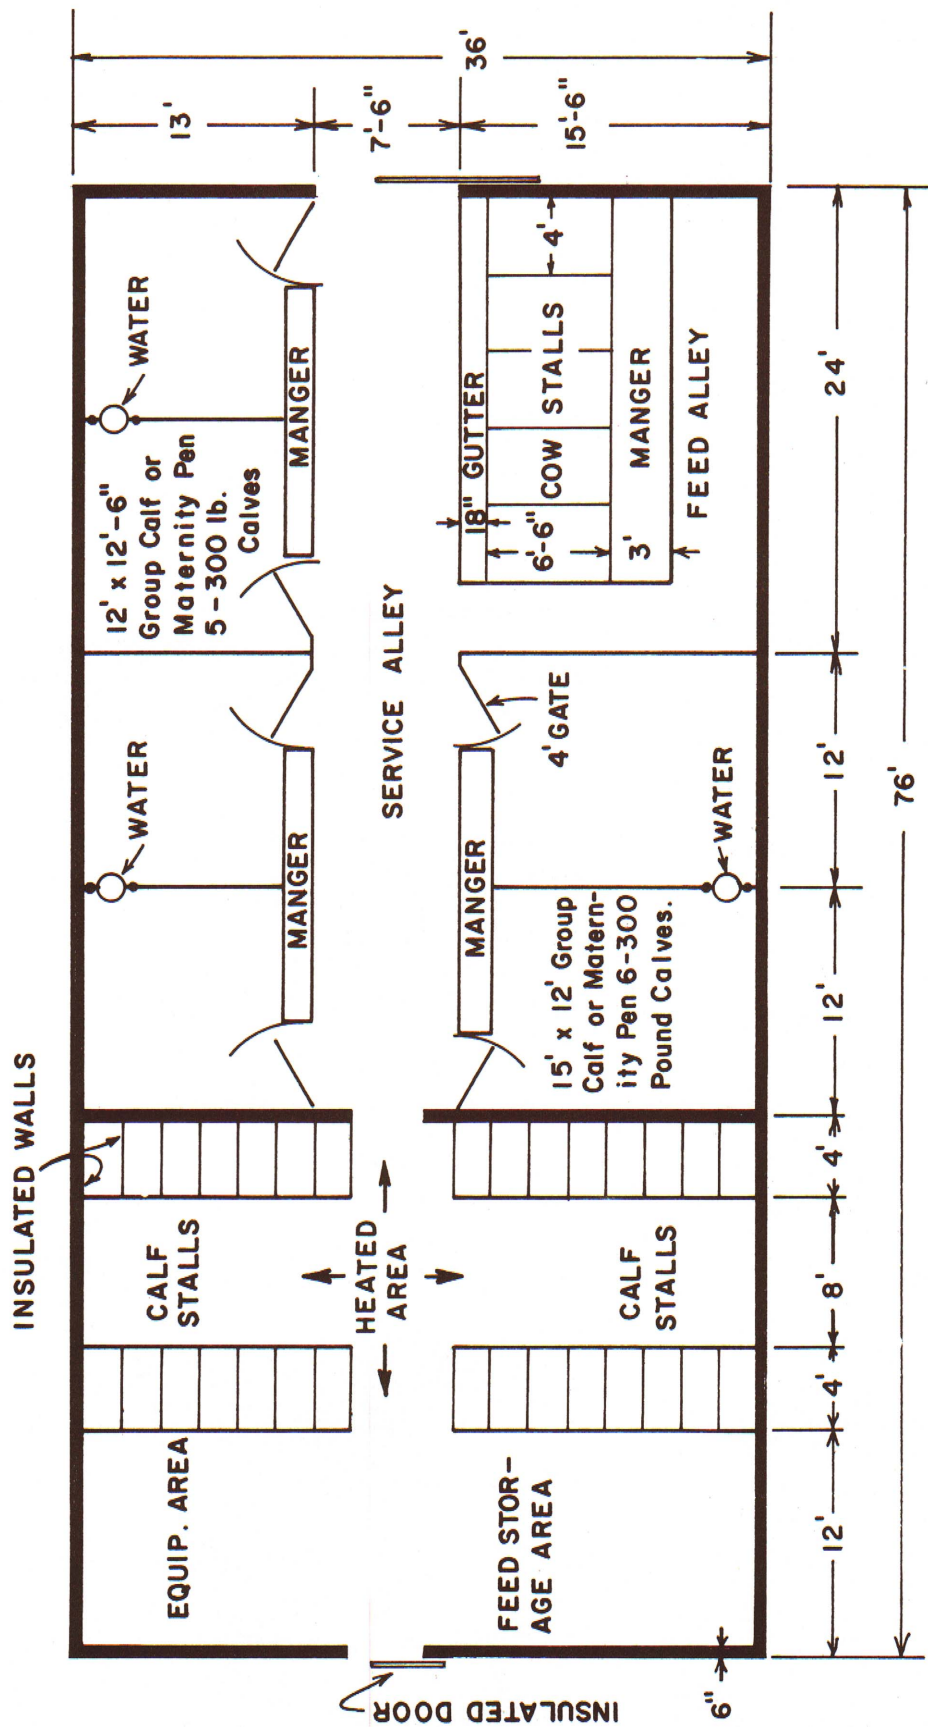 INSULATED WALLS
EQUIP. AREA
CALF
STALLS
WATER
12' x 12'-6"
Group Calf or
Maternity Pen
5-300 lb.
Calves
WATER
MANGER
MANGER
INSULATED DOOR
HEATED
AREA
SERVICE ALLEY
FEED STOR-
AGE AREA
CALF
STALLS
MANGER
15' x 12' Group
Calf or Matern-
ity Pen 6-300
Pound Calves.
4' GATE
WATER
18" GUTTER
6'-6"
COW STALLS
4'
3'
MANGER
FEED ALLEY
13'
7'-6"
15'-6"
36'
6"
12'
4'
8'
4'
12'
12'
24'
76'